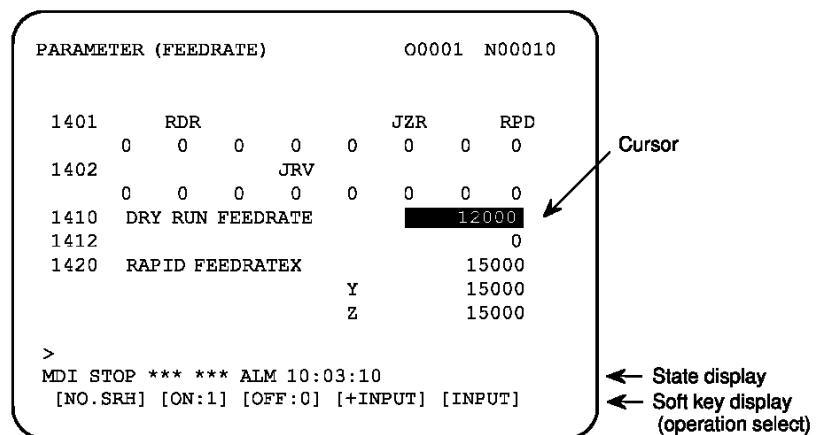 PARAMETER (FEEDRATE) O0001 N00010
1401 RDR JZR RPD
0 0 0 0 0 0 0 0
Cursor
1402 JRV
0 0 0 0 0 0 0 0
1410 DRY RUN FEEDRATE 12000
1412 0
1420 RAPID FEEDRATEX 15000
Y 15000
Z 15000
>
MDI STOP *** *** ALM 10:03:10
State display
[NO.SRH] [ON:1] [OFF:0] [+INPUT] [INPUT]
Soft key display
(operation select)